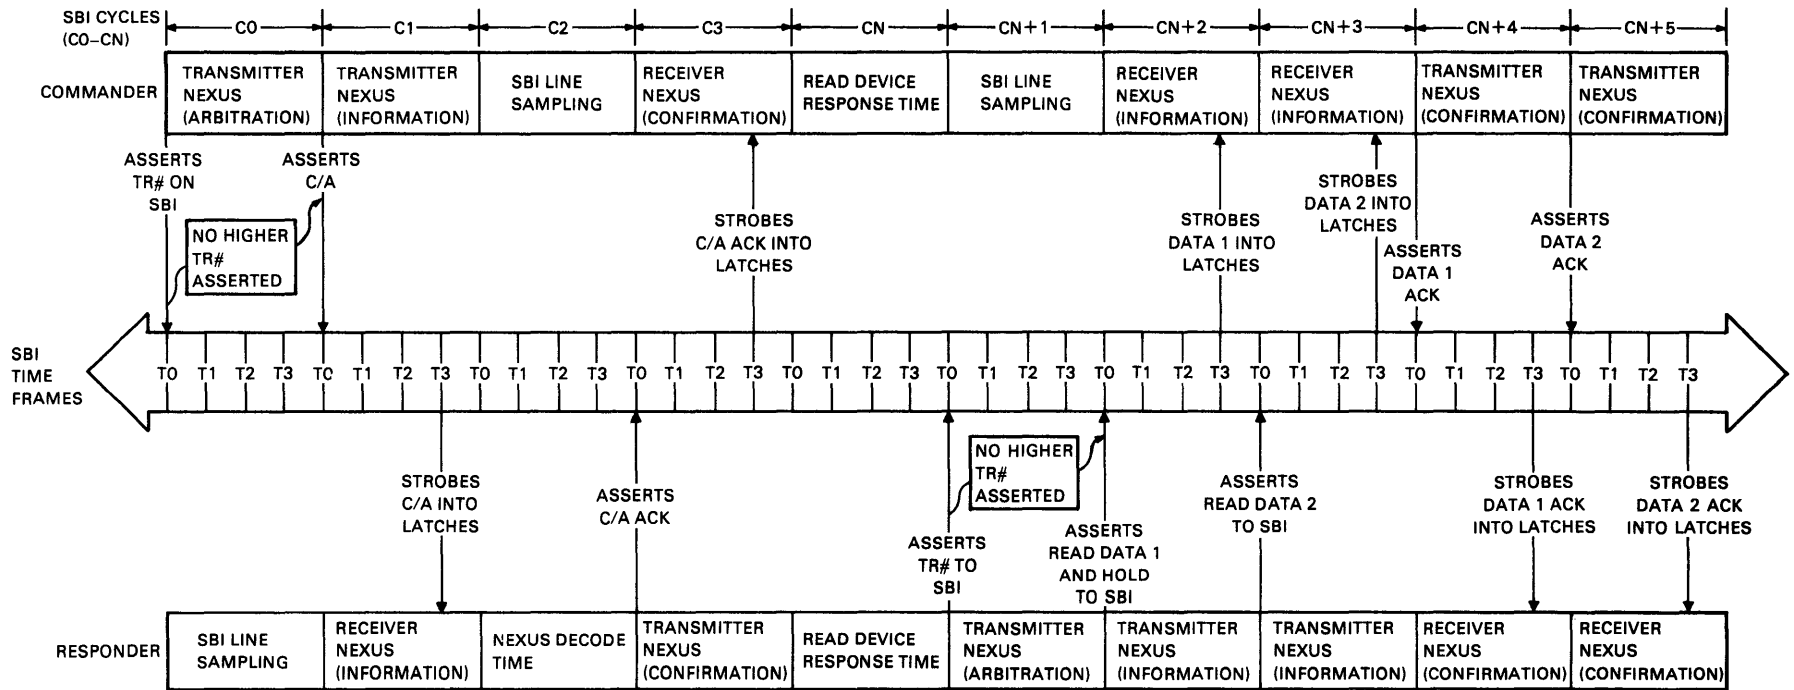 SBI CYCLES
(C0–CN)
C0 C1 C2 C3 CN CN+1 CN+2 CN+3 CN+4 CN+5
COMMANDER
TRANSMITTER
NEXUS
(ARBITRATION)
TRANSMITTER
NEXUS
(INFORMATION)
SBI LINE
SAMPLING
RECEIVER
NEXUS
(CONFIRMATION)
READ DEVICE
RESPONSE TIME
SBI LINE
SAMPLING
RECEIVER
NEXUS
(INFORMATION)
RECEIVER
NEXUS
(INFORMATION)
TRANSMITTER
NEXUS
(CONFIRMATION)
TRANSMITTER
NEXUS
(CONFIRMATION)
ASSERTS
TR# ON
SBI
NO HIGHER
TR#
ASSERTED
ASSERTS
C/A
STROBES
C/A ACK INTO
LATCHES
STROBES
DATA 1 INTO
LATCHES
STROBES
DATA 2 INTO
LATCHES
ASSERTS
DATA 1
ACK
ASSERTS
DATA 2
ACK
SBI
TIME
FRAMES
T0 T1 T2 T3 T0 T1 T2 T3 T0 T1 T2 T3 T0 T1 T2 T3 T0 T1 T2 T3 T0 T1 T2 T3 T0 T1 T2 T3 T0 T1 T2 T3 T0 T1 T2 T3 T0 T1 T2 T3
STROBES
C/A INTO
LATCHES
ASSERTS
C/A ACK
ASSERTS
TR# TO
SBI
NO HIGHER
TR#
ASSERTED
ASSERTS
READ DATA 1
AND HOLD
TO SBI
ASSERTS
READ DATA 2
TO SBI
STROBES
DATA 1 ACK
INTO LATCHES
STROBES
DATA 2 ACK
INTO LATCHES
RESPONDER
SBI LINE
SAMPLING
RECEIVER
NEXUS
(INFORMATION)
NEXUS DECODE
TIME
TRANSMITTER
NEXUS
(CONFIRMATION)
READ DEVICE
RESPONSE TIME
TRANSMITTER
NEXUS
(ARBITRATION)
TRANSMITTER
NEXUS
(INFORMATION)
TRANSMITTER
NEXUS
(INFORMATION)
RECEIVER
NEXUS
(CONFIRMATION)
RECEIVER
NEXUS
(CONFIRMATION)